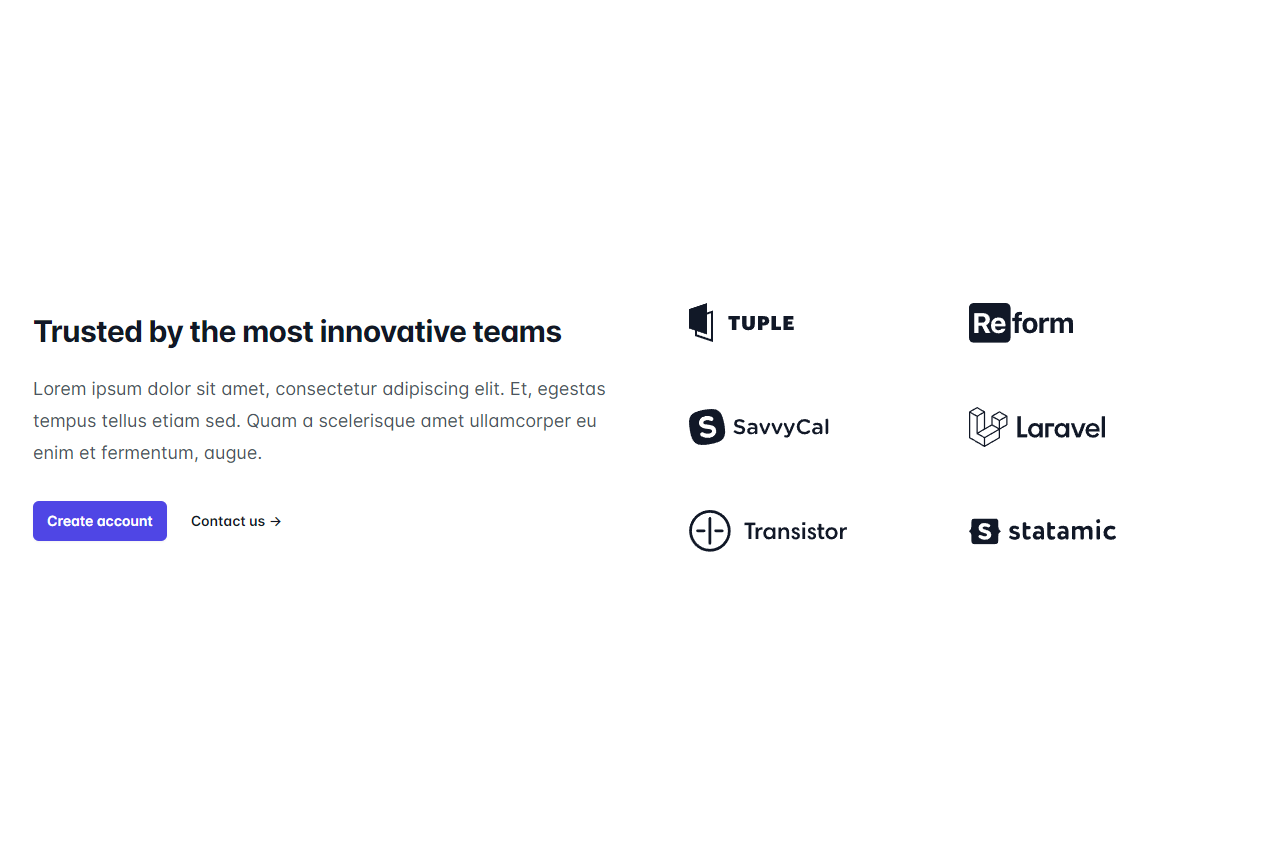 Trusted by the most innovative teams
Lorem ipsum dolor sit amet, consectetur adipiscing elit. Et, egestas
tempus tellus etiam sed. Quam a scelerisque amet ullamcorper eu
enim et fermentum, augue.
Create account
Contact us →
TUPLE
Reform
S SavvyCal
Laravel
Transistor
S statamic